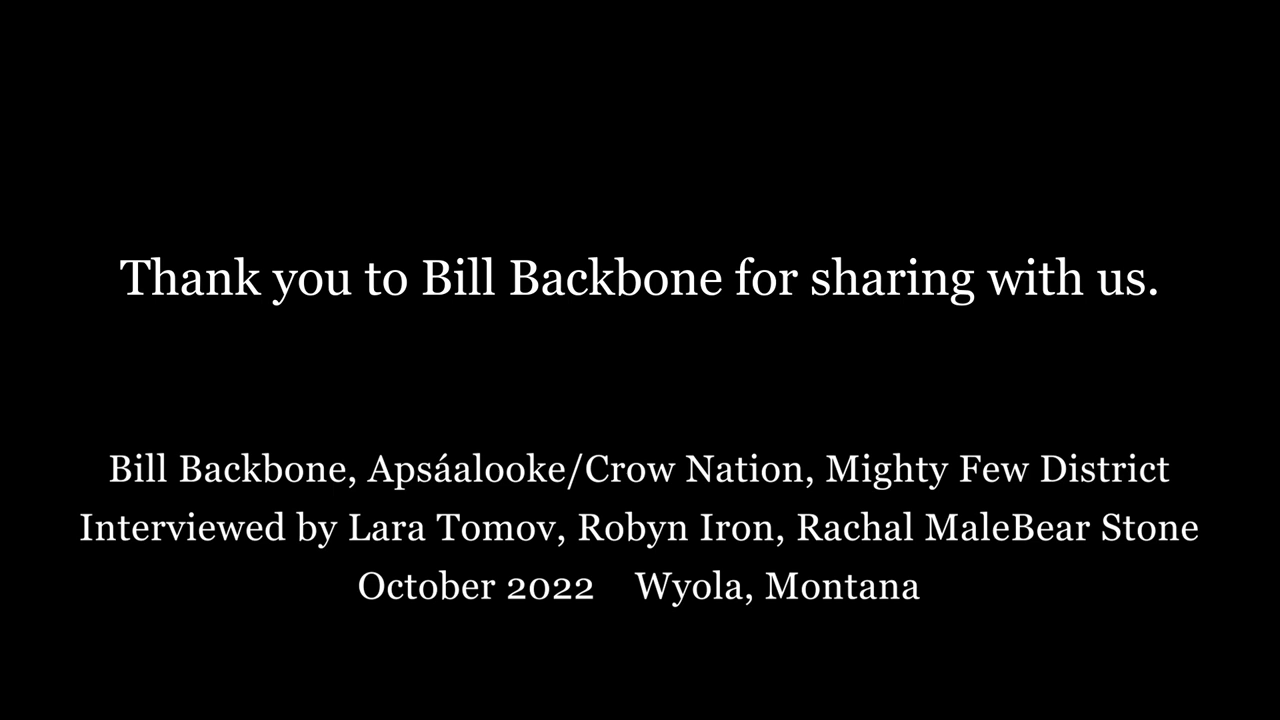 Thank you to Bill Backbone for sharing with us.
Bill Backbone, Apsáalooke/Crow Nation, Mighty Few District
Interviewed by Lara Tomov, Robyn Iron, Rachal MaleBear Stone
October 2022 Wyola, Montana